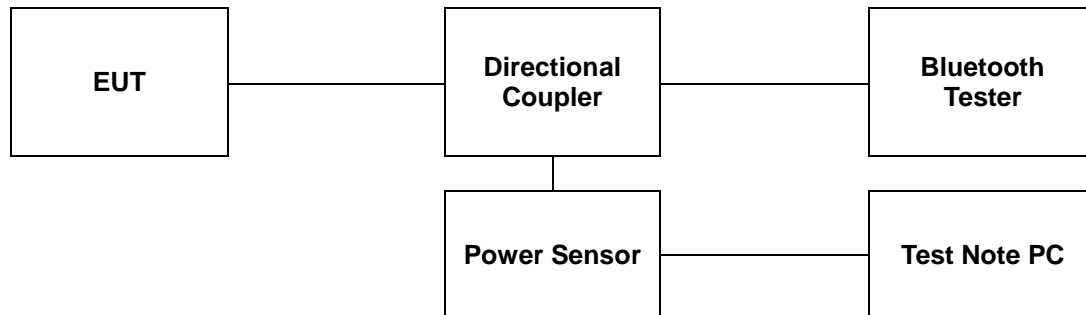 EUT
Directional
Coupler
Bluetooth
Tester
Power Sensor
Test Note PC